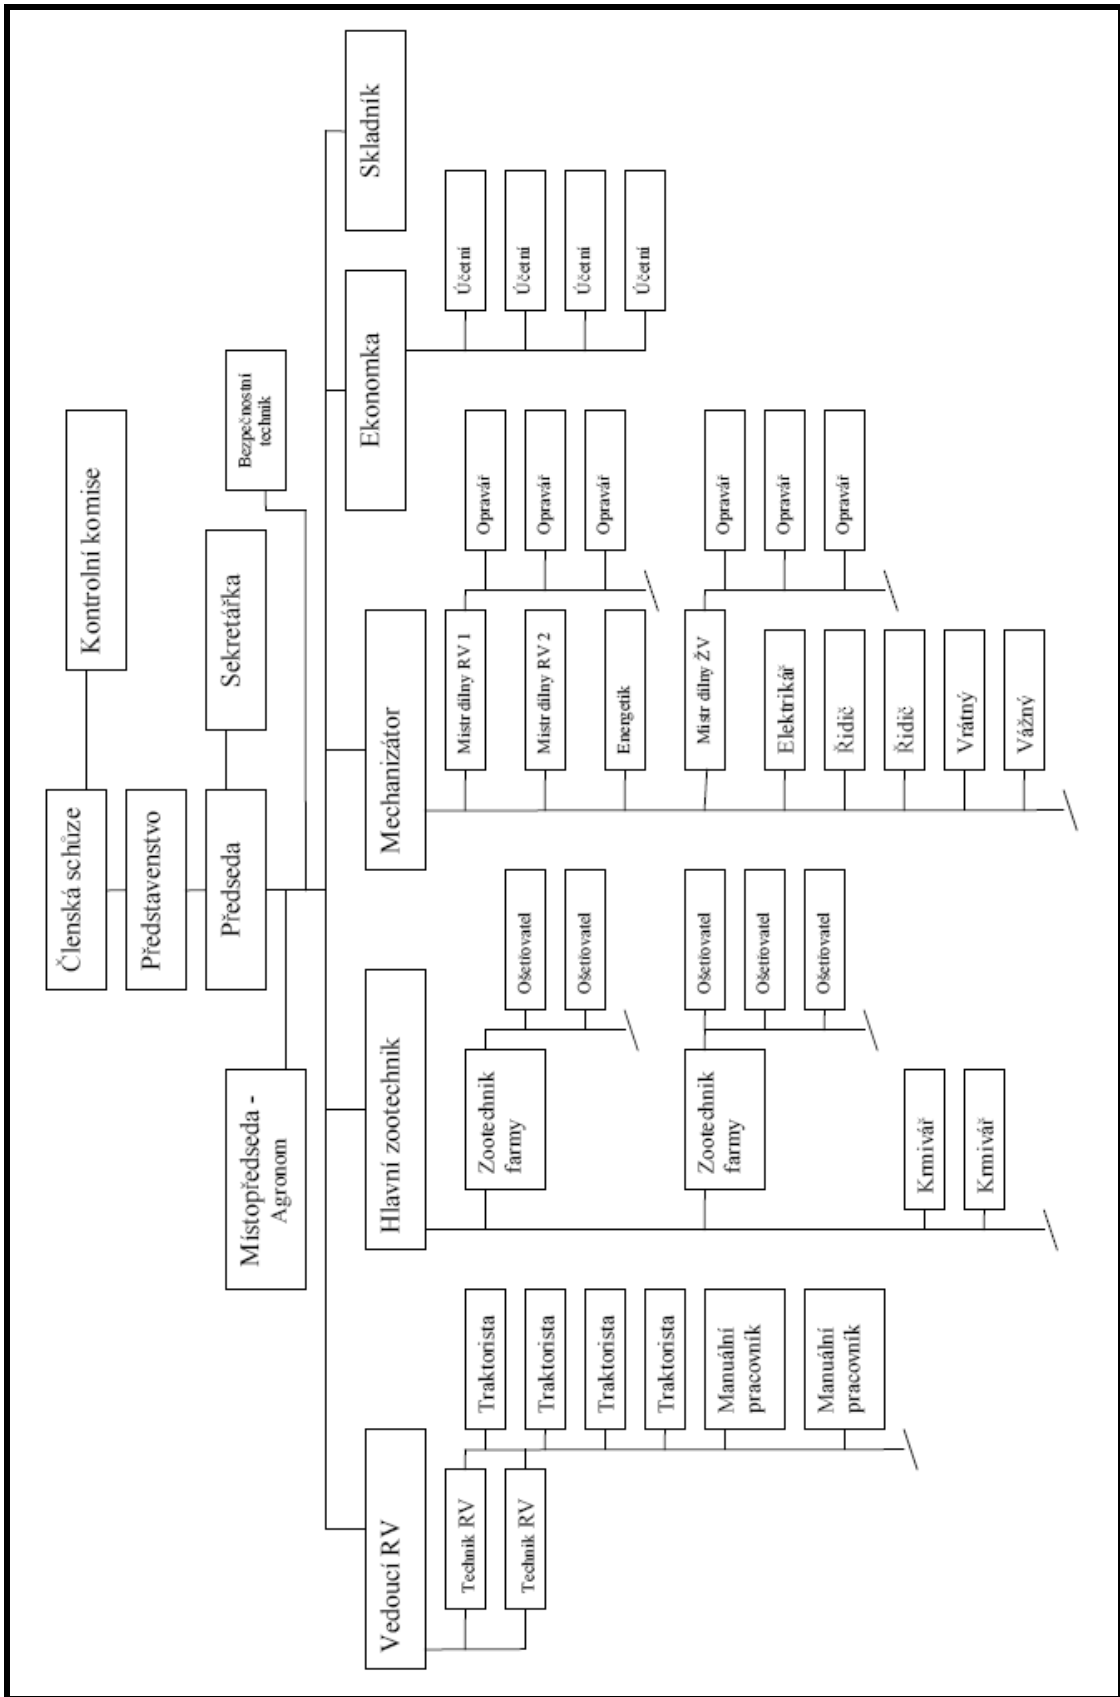 Členská schůze
Kontrolní komise
Představenstvo
Předseda
Sekretářka
Místopředseda -
Agronom
Bezpečnostní
technik
Vedoucí RV
Hlavní zootechnik
Mechanizátor
Ekonomka
Skladník
Technik RV
Technik RV
Traktorista
Traktorista
Traktorista
Traktorista
Manuální
pracovník
Manuální
pracovník
Zootechnik
farmy
Ošetřovatel
Ošetřovatel
Zootechnik
farmy
Ošetřovatel
Ošetřovatel
Ošetřovatel
Krmivář
Krmivář
Mistr dílny RV 1
Opravář
Opravář
Opravář
Mistr dílny RV 2
Energetik
Mistr dílny ŽV
Opravář
Opravář
Opravář
Elektrikář
Řidič
Řidič
Vrátný
Vážný
Účetní
Účetní
Účetní
Účetní